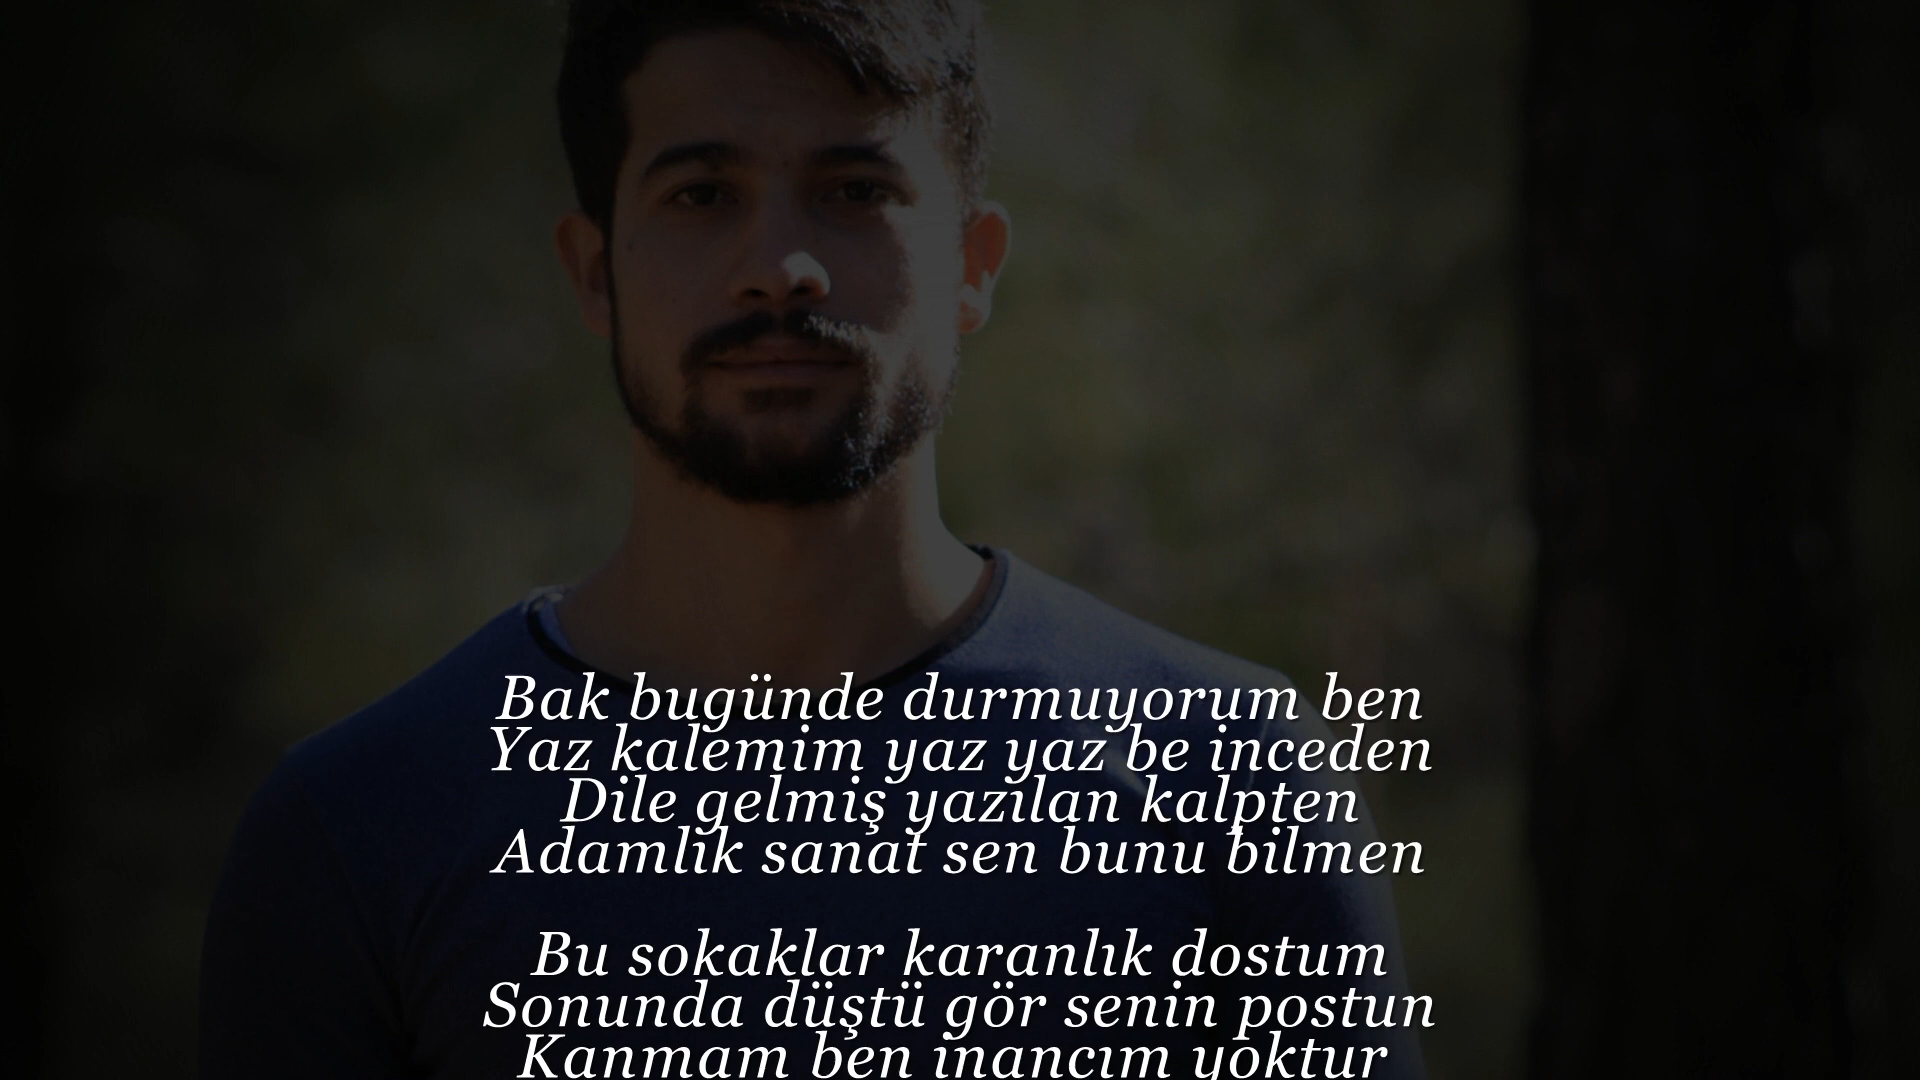 Bak bugünde durmuyorum ben
Yaz kalemim yaz yaz be inceden
Dile gelmiş yazılan kalpten
Adamlık sanat sen bunu bilmen
Bu sokaklar karanlık dostum
Sonunda düştü gör senin postun
Kanmam ben inancım yoktur